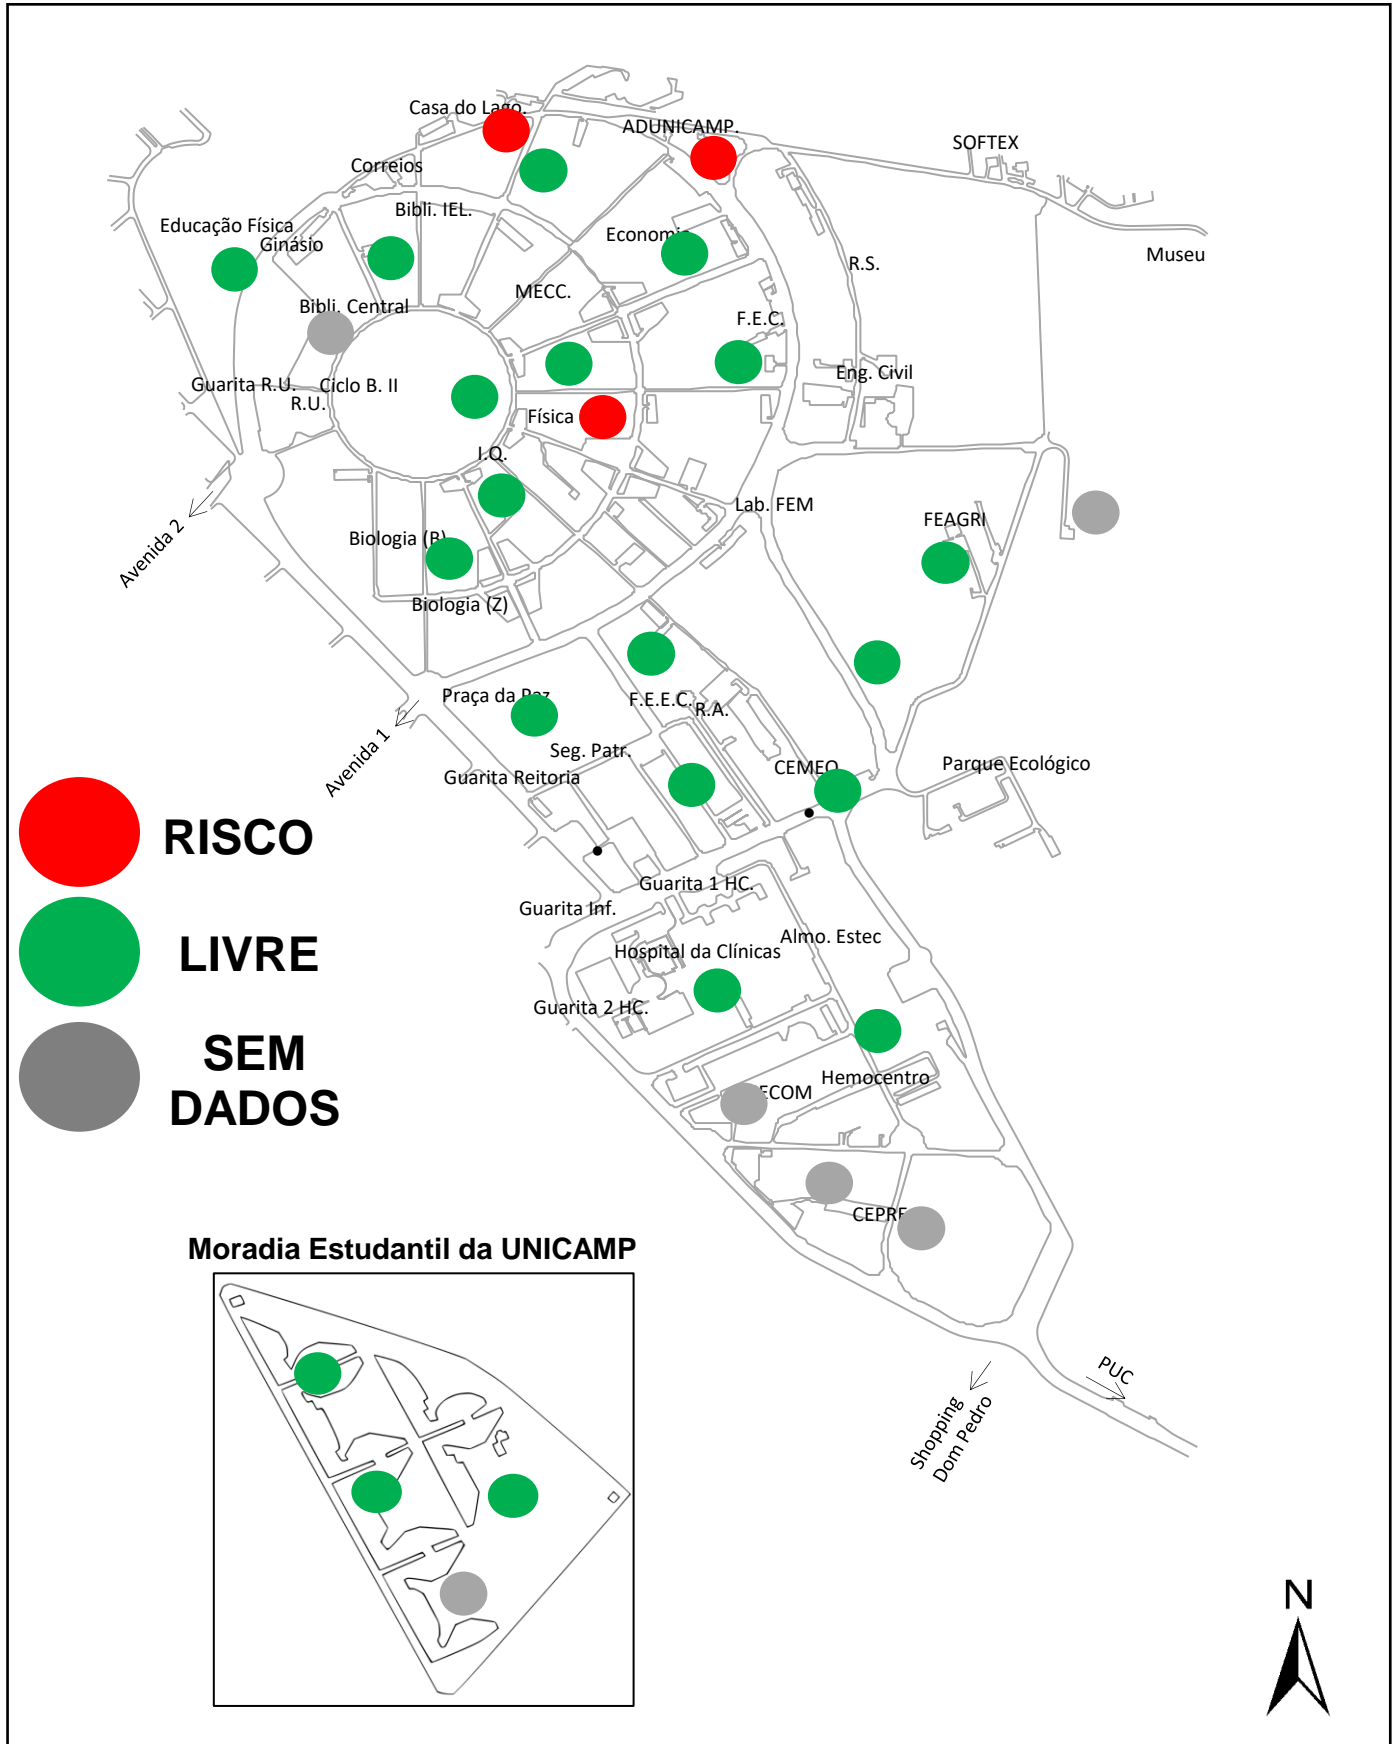 Casa do Lago.
ADUNICAMP.
SOFTEX
Correios
Bibli. IEL.
Educação Física
Ginásio
Economia
R.S.
Museu
MECC.
Bibli. Central
F.E.C.
Guarita R.U.
Ciclo B. II
Eng. Civil
R.U.
Física
I.Q.
Lab. FEM
FEAGRI
Avenida 2
Biologia (B)
Biologia (Z)
Praça da Paz
F.E.E.C.
R.A.
Avenida 1
Seg. Patr.
Guarita Reitoria
CEMEQ
Parque Ecológico
RISCO
Guarita 1 HC.
Guarita Inf.
Almo. Estec
LIVRE
Hospital da Clínicas
Guarita 2 HC.
SEM
DADOS
Hemocentro
ECOM
CEPRE
Moradia Estudantil da UNICAMP
PUC
Shopping
Dom Pedro
N